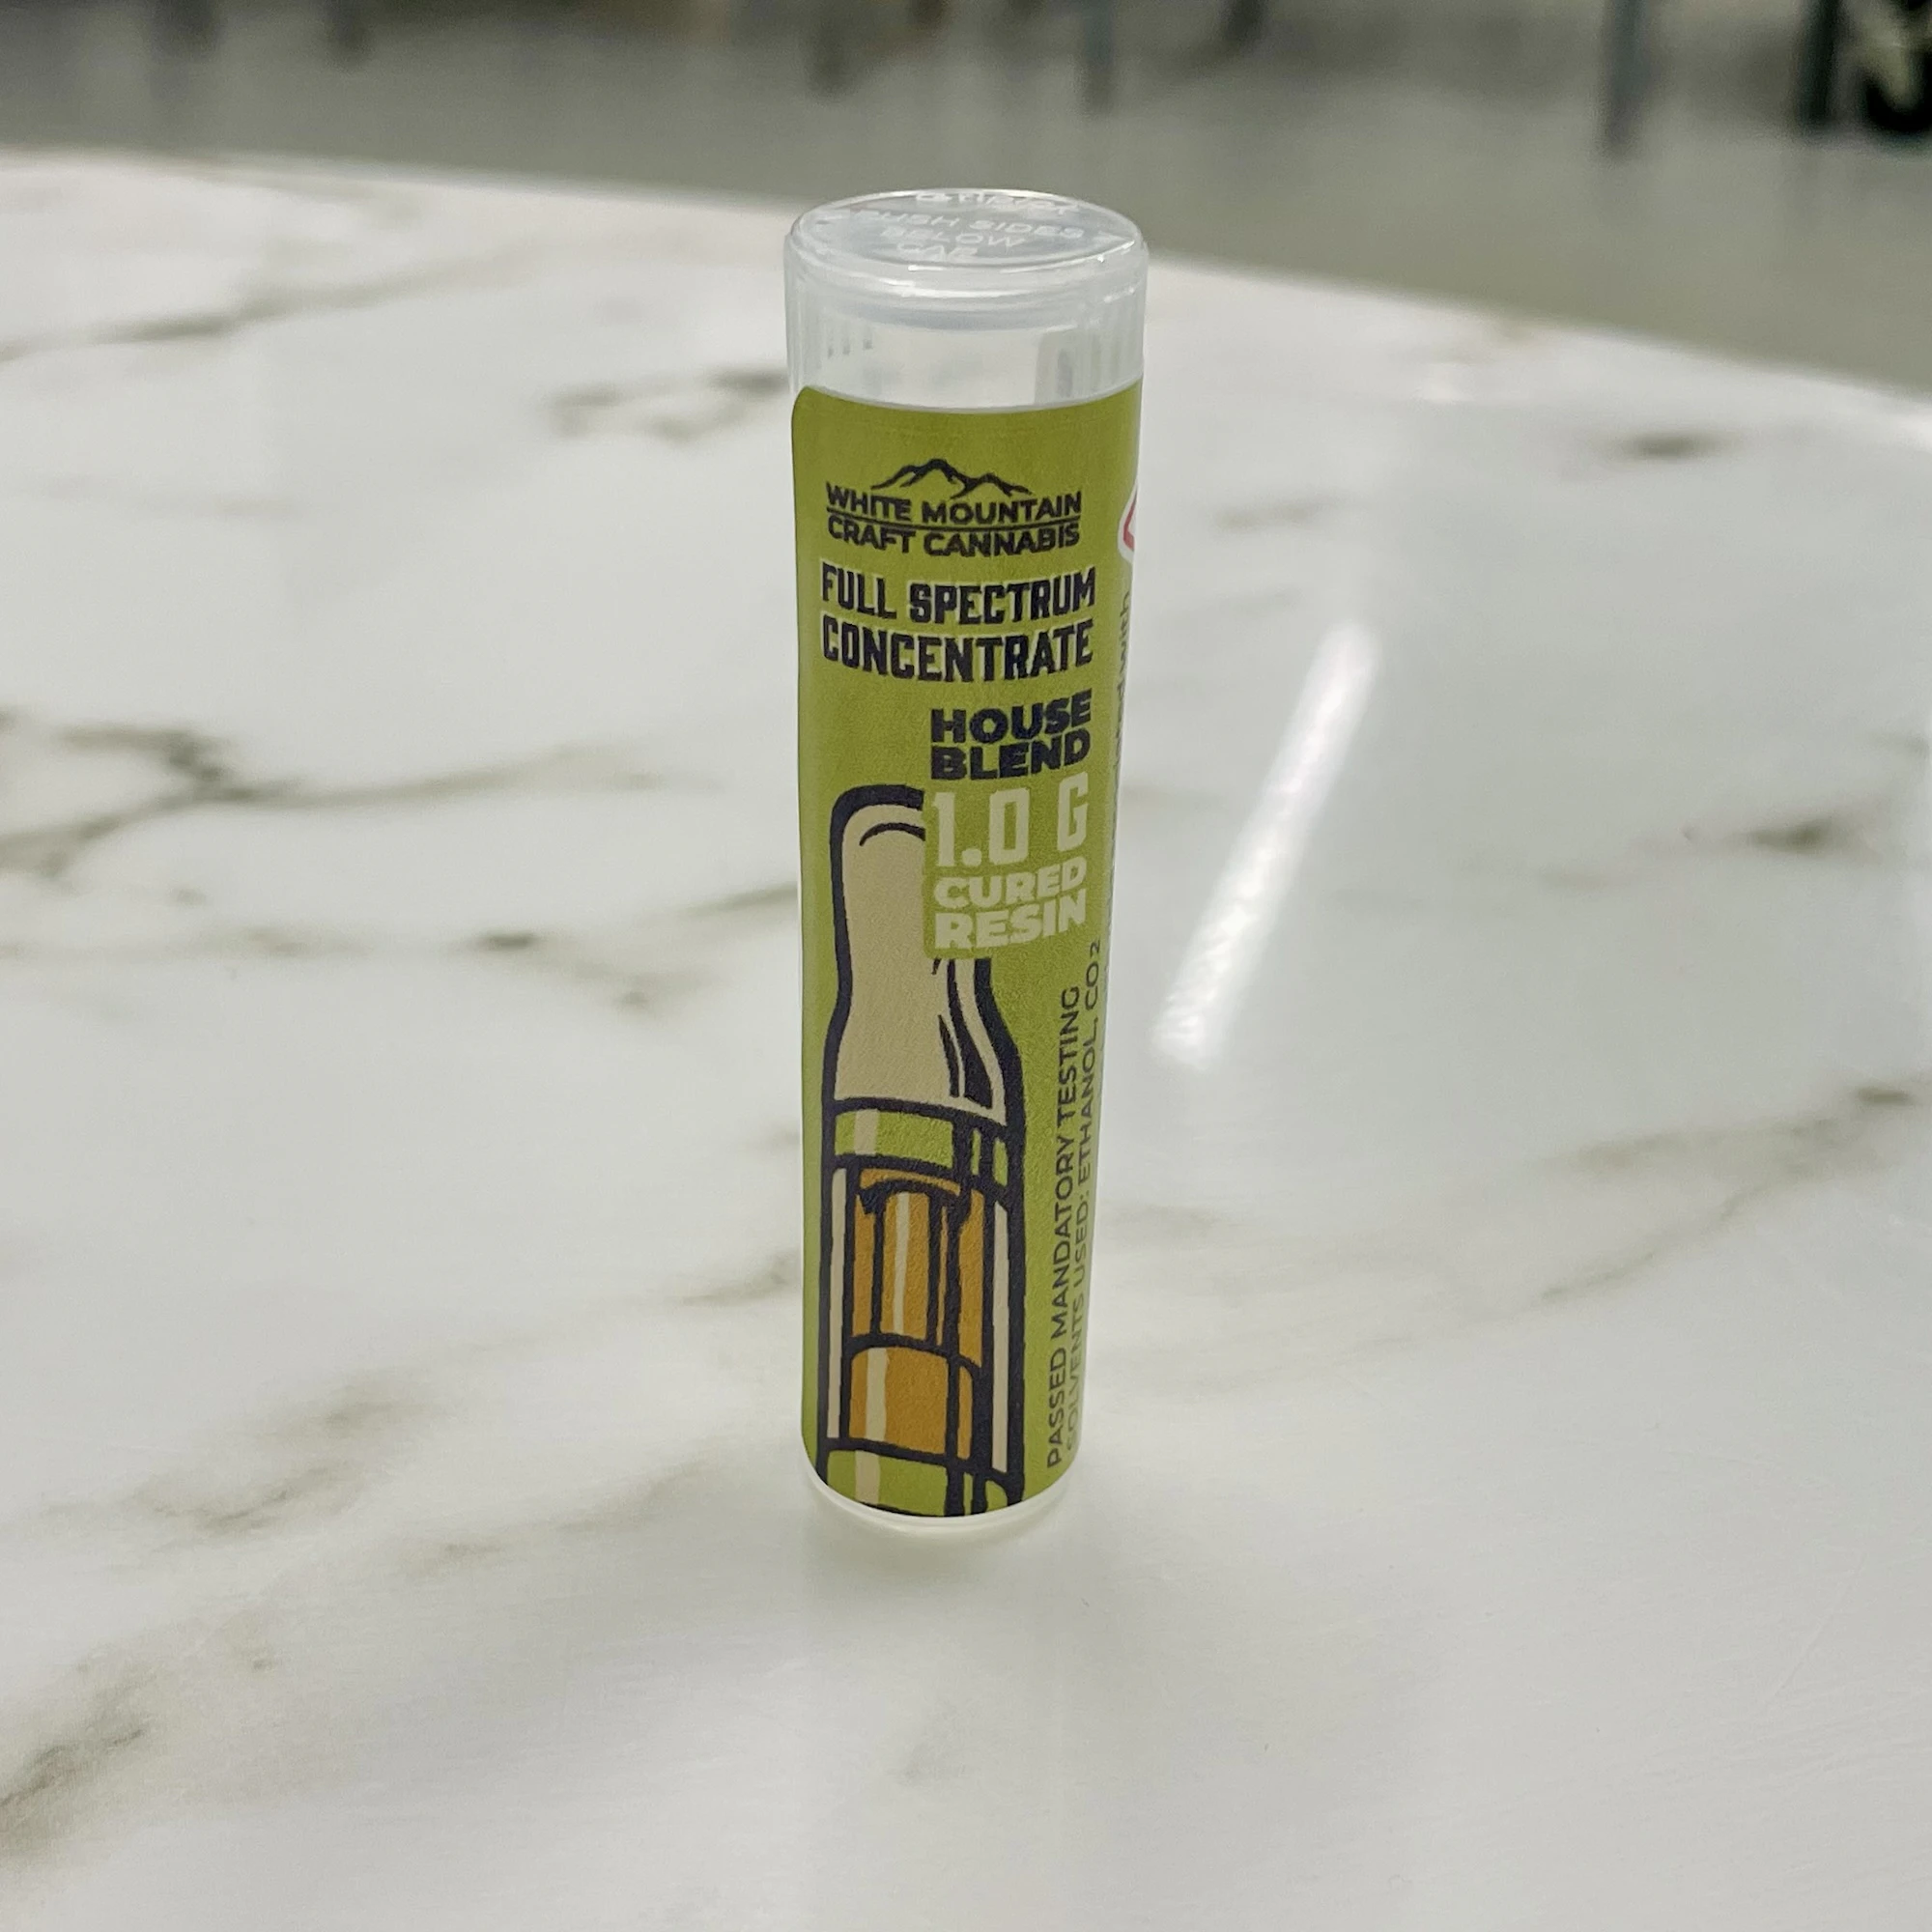 PUSH SIDES
BELOW
CAP
WHITE MOUNTAIN
CRAFT CANNABIS
FULL SPECTRUM
CONCENTRATE
HOUSE
BLEND
1.0 G
CURED
RESIN
PASSED MANDATORY TESTING
SOLVENTS USED: ETHANOL, CO2
with